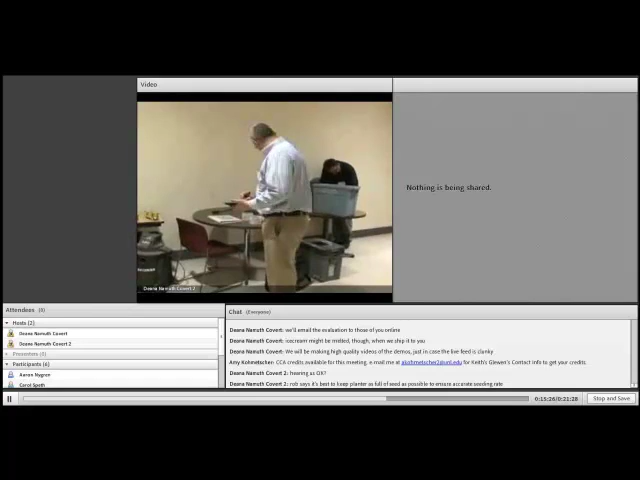 Video
Nothing is being shared.
Deana Namuth Covert 2
Attendees (8)
Hosts (2)
Deana Namuth Covert
Deana Namuth Covert 2
Presenters (0)
Participants (6)
Aaron Nygren
Carol Speth
Chat (Everyone)
Deana Namuth Covert: we'll email the evaluation to those of you online
Deana Namuth Covert: icecream might be melted, though, when we ship it to you
Deana Namuth Covert: We will be making high quality videos of the demos, just in case the live feed is clunky
Amy Kohmetscher: CCA credits available for this meeting. e-mail me at akohmetscher2@unl.edu for Keith's Glewen's Contact Info to get your credits.
Deana Namuth Covert 2: hearing us OK?
Deana Namuth Covert 2: rob says it's best to keep planter as full of seed as possible to ensure accurate seeding rate
0:15:26/0:21:28
Stop and Save